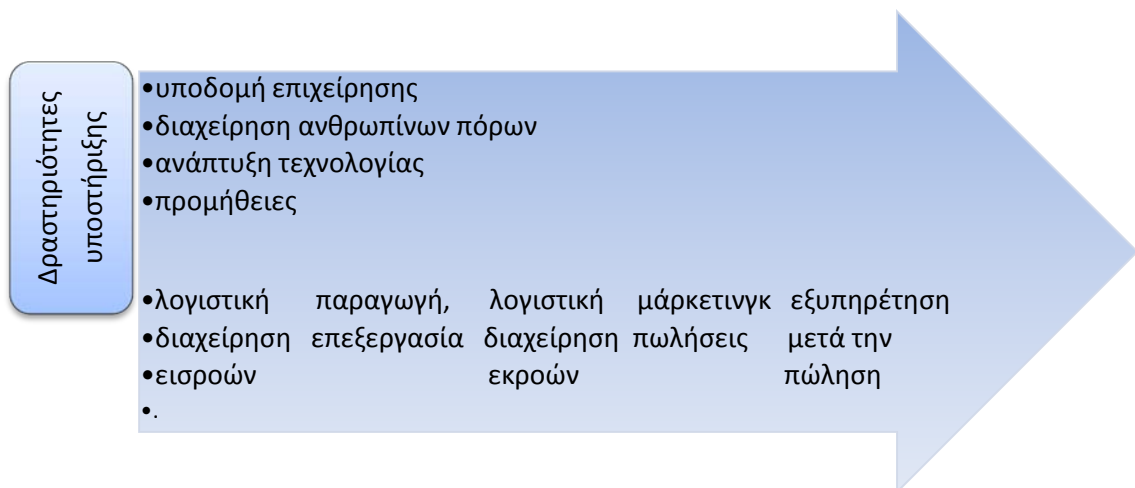 Δραστηριότητες
υποστήριξης
•υποδομή επιχείρησης
•διαχείρηση ανθρωπίνων πόρων
•ανάπτυξη τεχνολογίας
•προμήθειες
•λογιστική παραγωγή, λογιστική μάρκετινγκ εξυπηρέτηση
•διαχείρηση επεξεργασία διαχείρηση πωλήσεις μετά την
•εισροών εκροών πώληση
•.